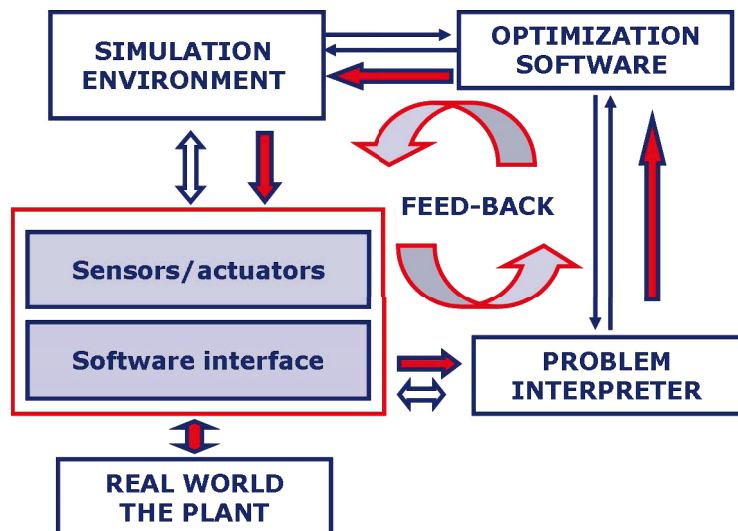 SIMULATION
ENVIRONMENT
OPTIMIZATION
SOFTWARE
FEED-BACK
Sensors/actuators
Software interface
PROBLEM
INTERPRETER
REAL WORLD
THE PLANT